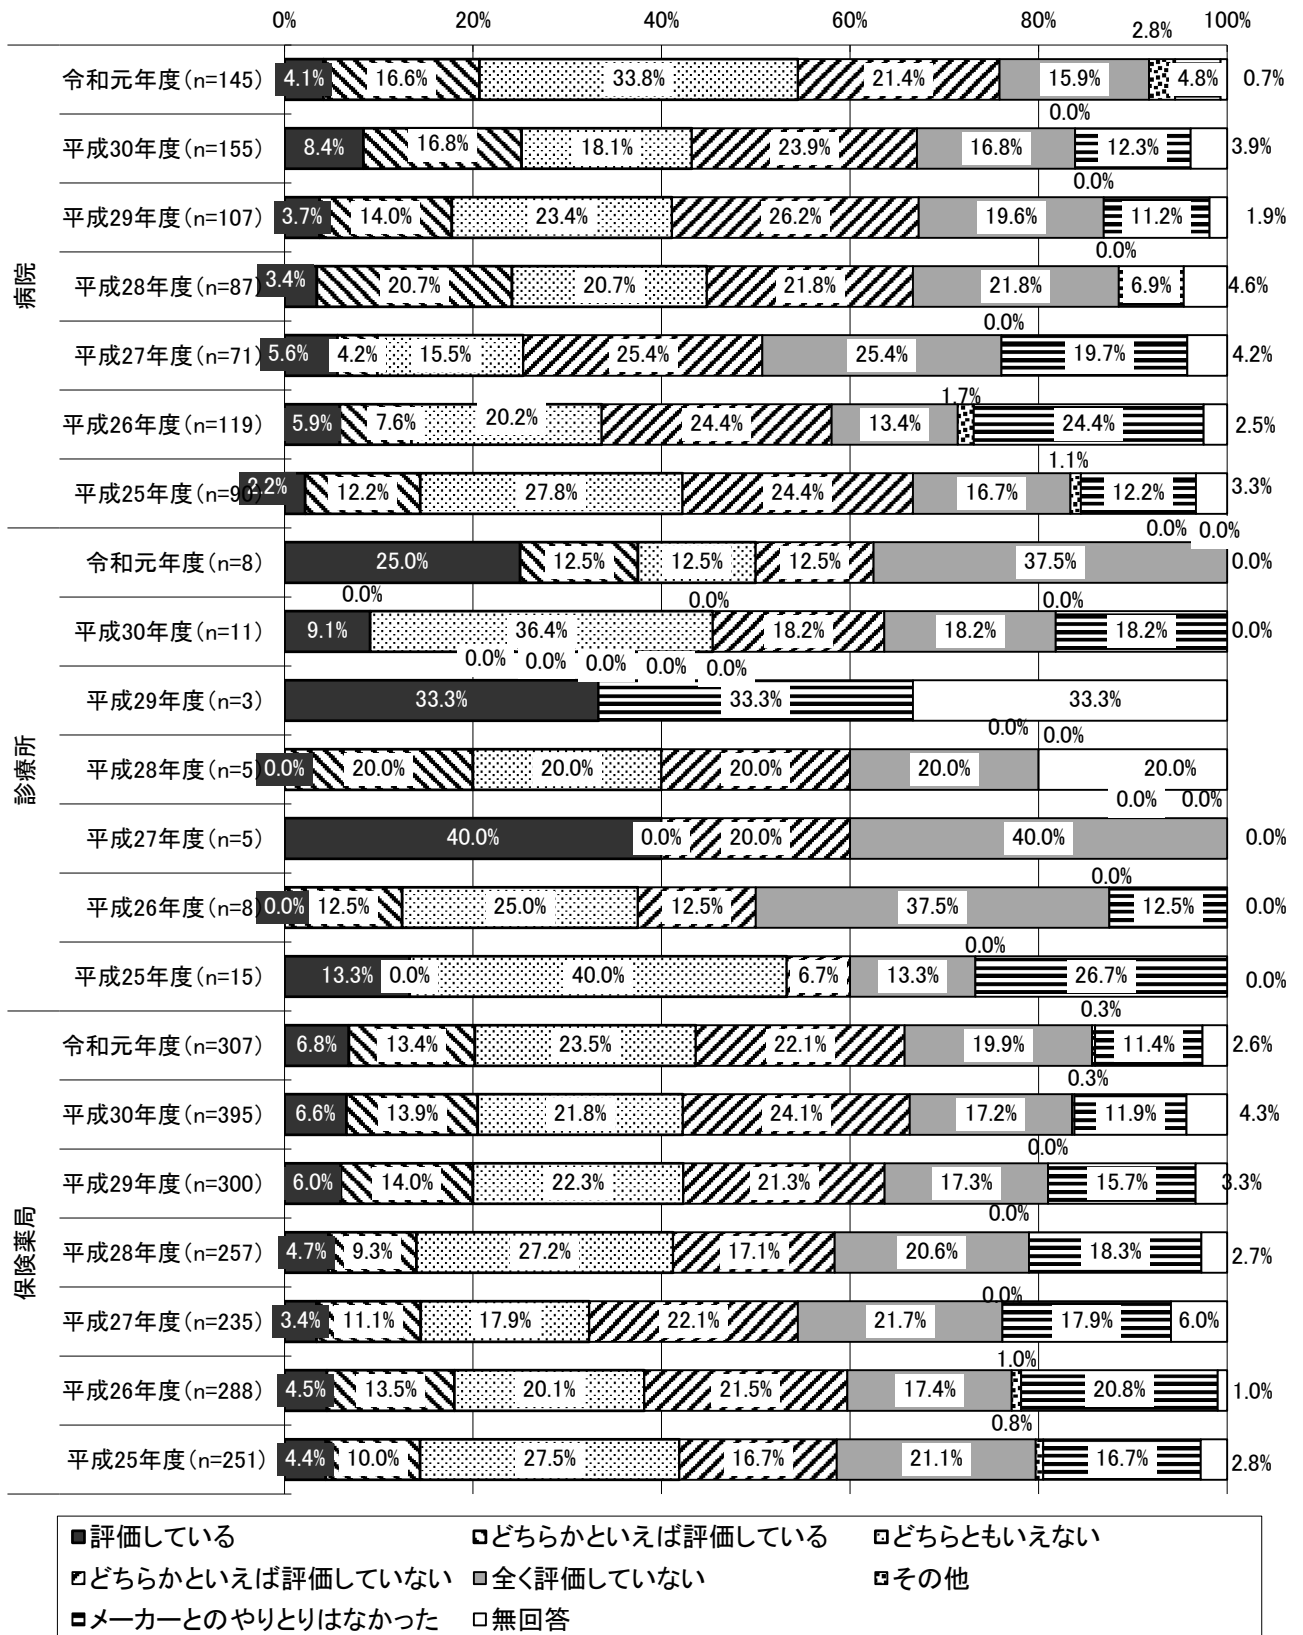 0% 20% 40% 60% 80% 100%
病院
令和元年度(n=145) 4.1% 16.6% 33.8% 21.4% 15.9% 2.8% 4.8% 0.7%
平成30年度(n=155) 8.4% 16.8% 18.1% 23.9% 16.8% 0.0% 12.3% 3.9%
平成29年度(n=107) 3.7% 14.0% 23.4% 26.2% 19.6% 0.0% 11.2% 1.9%
平成28年度(n=87) 3.4% 20.7% 20.7% 21.8% 21.8% 0.0% 6.9% 4.6%
平成27年度(n=71) 5.6% 4.2% 15.5% 25.4% 25.4% 0.0% 19.7% 4.2%
平成26年度(n=119) 5.9% 7.6% 20.2% 24.4% 13.4% 1.7% 24.4% 2.5%
平成25年度(n=90) 2.2% 12.2% 27.8% 24.4% 16.7% 1.1% 12.2% 3.3%
診療所
令和元年度(n=8) 25.0% 12.5% 12.5% 12.5% 37.5% 0.0% 0.0% 0.0%
平成30年度(n=11) 9.1% 0.0% 36.4% 0.0% 18.2% 18.2% 0.0% 18.2% 0.0%
平成29年度(n=3) 33.3% 0.0% 0.0% 0.0% 0.0% 0.0% 33.3% 33.3%
平成28年度(n=5) 0.0% 20.0% 20.0% 20.0% 20.0% 0.0% 0.0% 20.0%
平成27年度(n=5) 40.0% 0.0% 20.0% 40.0% 0.0% 0.0% 0.0%
平成26年度(n=8) 0.0% 12.5% 25.0% 12.5% 37.5% 0.0% 12.5% 0.0%
平成25年度(n=15) 13.3% 0.0% 40.0% 6.7% 13.3% 0.0% 26.7% 0.0%
保険薬局
令和元年度(n=307) 6.8% 13.4% 23.5% 22.1% 19.9% 0.3% 11.4% 2.6%
平成30年度(n=395) 6.6% 13.9% 21.8% 24.1% 17.2% 0.3% 11.9% 4.3%
平成29年度(n=300) 6.0% 14.0% 22.3% 21.3% 17.3% 0.0% 15.7% 3.3%
平成28年度(n=257) 4.7% 9.3% 27.2% 17.1% 20.6% 0.0% 18.3% 2.7%
平成27年度(n=235) 3.4% 11.1% 17.9% 22.1% 21.7% 0.0% 17.9% 6.0%
平成26年度(n=288) 4.5% 13.5% 20.1% 21.5% 17.4% 1.0% 20.8% 1.0%
平成25年度(n=251) 4.4% 10.0% 27.5% 16.7% 21.1% 0.8% 16.7% 2.8%
評価している どちらかといえば評価している どちらともいえない
どちらかといえば評価していない 全く評価していない その他
メーカーとのやりとりはなかった 無回答